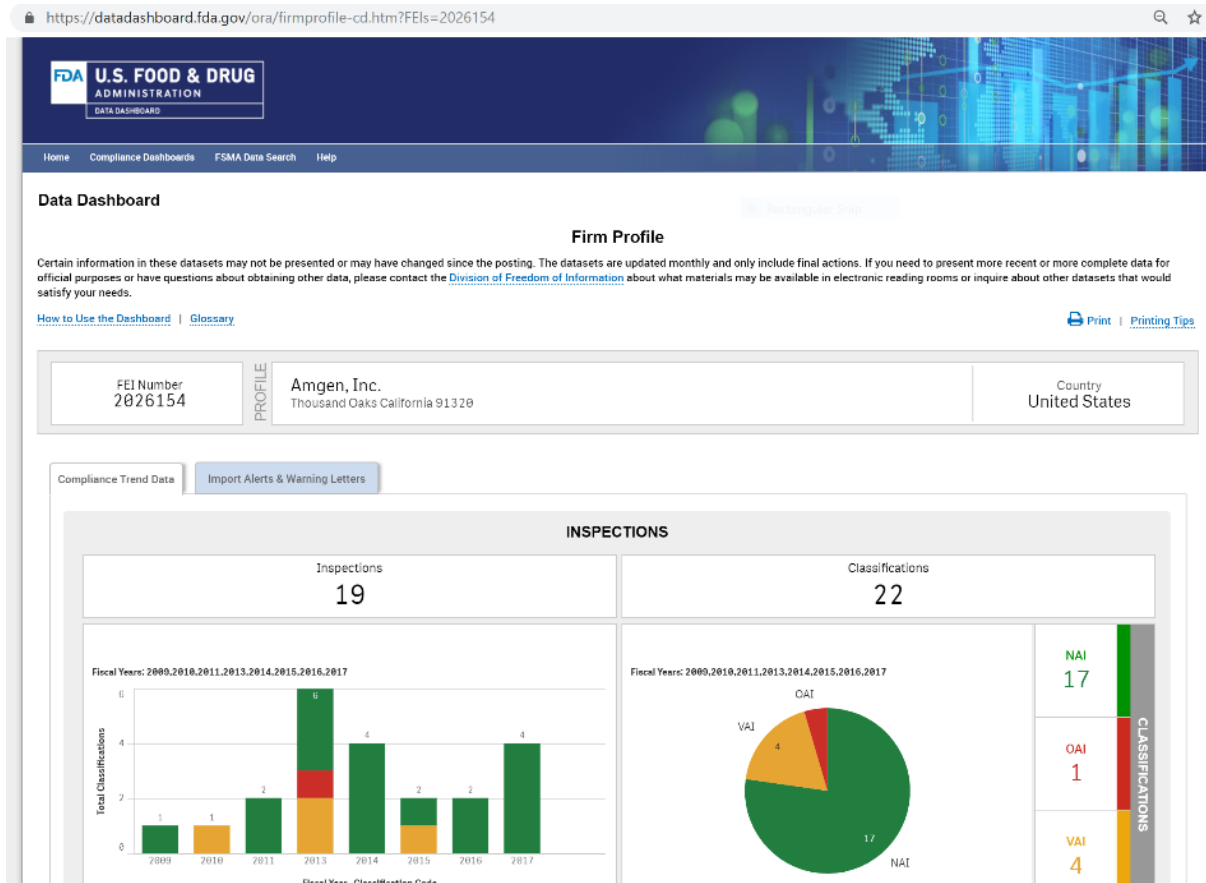 https://datadashboard.fda.gov/ora/firmprofile-cd.htm?FEIs=2026154
FDA U.S. FOOD & DRUG
ADMINISTRATION
DATA DASHBOARD
Home Compliance Dashboards FSMA Data Search Help
Data Dashboard
Rectangular Snip
Firm Profile
Certain information in these datasets may not be presented or may have changed since the posting. The datasets are updated monthly and only include final actions. If you need to present more recent or more complete data for
official purposes or have questions about obtaining other data, please contact the Division of Freedom of Information about what materials may be available in electronic reading rooms or inquire about other datasets that would
satisfy your needs.
How to Use the Dashboard | Glossary
Print | Printing Tips
FEI Number
2026154
PROFILE
Amgen, Inc.
Thousand Oaks California 91320
Country
United States
Compliance Trend Data
Import Alerts & Warning Letters
INSPECTIONS
Inspections
19
Classifications
22
Fiscal Years: 2009,2010,2011,2013,2014,2015,2016,2017
6
4
2
0
Total Classifications
1
1
2
6
4
2
2
4
2009 2010 2011 2013 2014 2015 2016 2017
Fiscal Year, Classification Code
Fiscal Years: 2009,2010,2011,2013,2014,2015,2016,2017
OAI
VAI
4
17
NAI
NAI
17
OAI
1
VAI
4
CLASSIFICATIONS